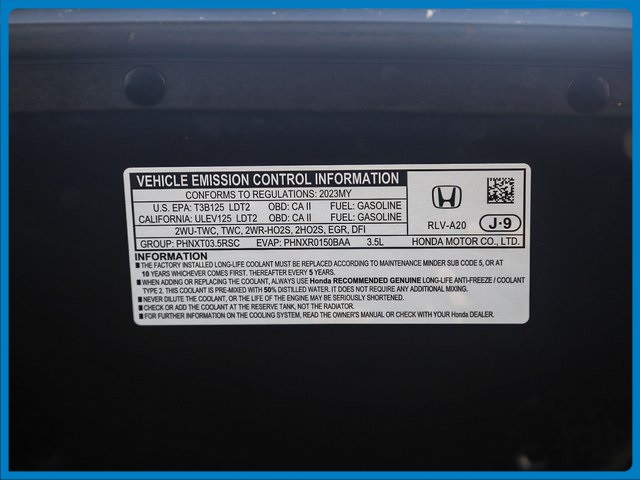 VEHICLE EMISSION CONTROL INFORMATION
CONFORMS TO REGULATIONS: 2023MY
U.S. EPA: T3B125 LDT2 OBD: CA II FUEL: GASOLINE
CALIFORNIA: ULEV125 LDT2 OBD: CA II FUEL: GASOLINE
2WU-TWC, TWC, 2WR-HO2S, 2HO2S, EGR, DFI
GROUP: PHNXT03.5RSC EVAP: PHNXR0150BAA 3.5L
RLV-A20 J-9
HONDA MOTOR CO., LTD.
INFORMATION
■ THE FACTORY INSTALLED LONG-LIFE COOLANT MUST BE REPLACED ACCORDING TO MAINTENANCE MINDER SUB CODE 5, OR AT
10 YEARS WHICHEVER COMES FIRST. THEREAFTER EVERY 5 YEARS.
■ WHEN ADDING OR REPLACING THE COOLANT, ALWAYS USE Honda RECOMMENDED GENUINE LONG-LIFE ANTI-FREEZE / COOLANT
TYPE 2. THIS COOLANT IS PRE-MIXED WITH 50% DISTILLED WATER. IT DOES NOT REQUIRE ANY ADDITIONAL MIXING.
■ NEVER DILUTE THE COOLANT, OR THE LIFE OF THE ENGINE MAY BE SERIOUSLY SHORTENED.
■ CHECK OR ADD THE COOLANT AT THE RESERVE TANK, NOT THE RADIATOR.
■ FOR FURTHER INFORMATION ON THE COOLING SYSTEM, READ THE OWNER'S MANUAL OR CHECK WITH YOUR Honda DEALER.